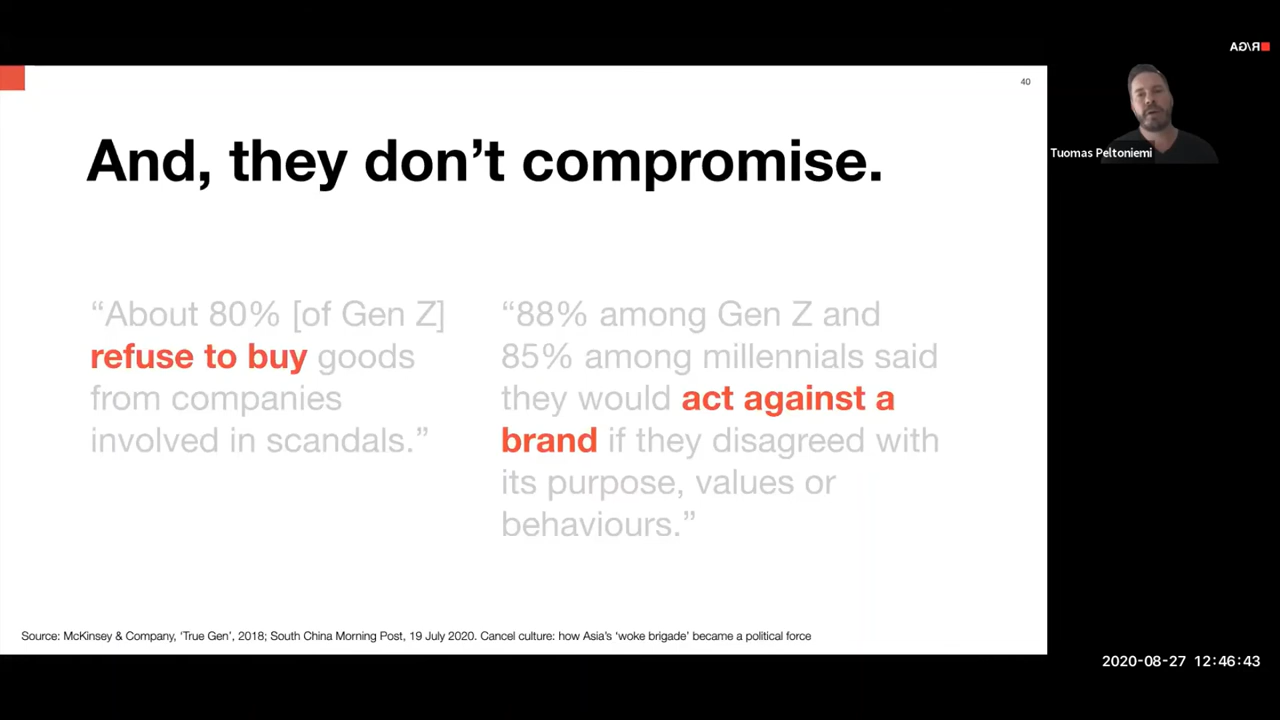 R/GA
40
And, they don’t compromise.
Tuomas Peltoniemi
“About 80% [of Gen Z]
refuse to buy goods
from companies
involved in scandals.”
“88% among Gen Z and
85% among millennials said
they would act against a
brand if they disagreed with
its purpose, values or
behaviours.”
Source: McKinsey & Company, ‘True Gen’, 2018; South China Morning Post, 19 July 2020. Cancel culture: how Asia’s ‘woke brigade’ became a political force
2020-08-27 12:46:43